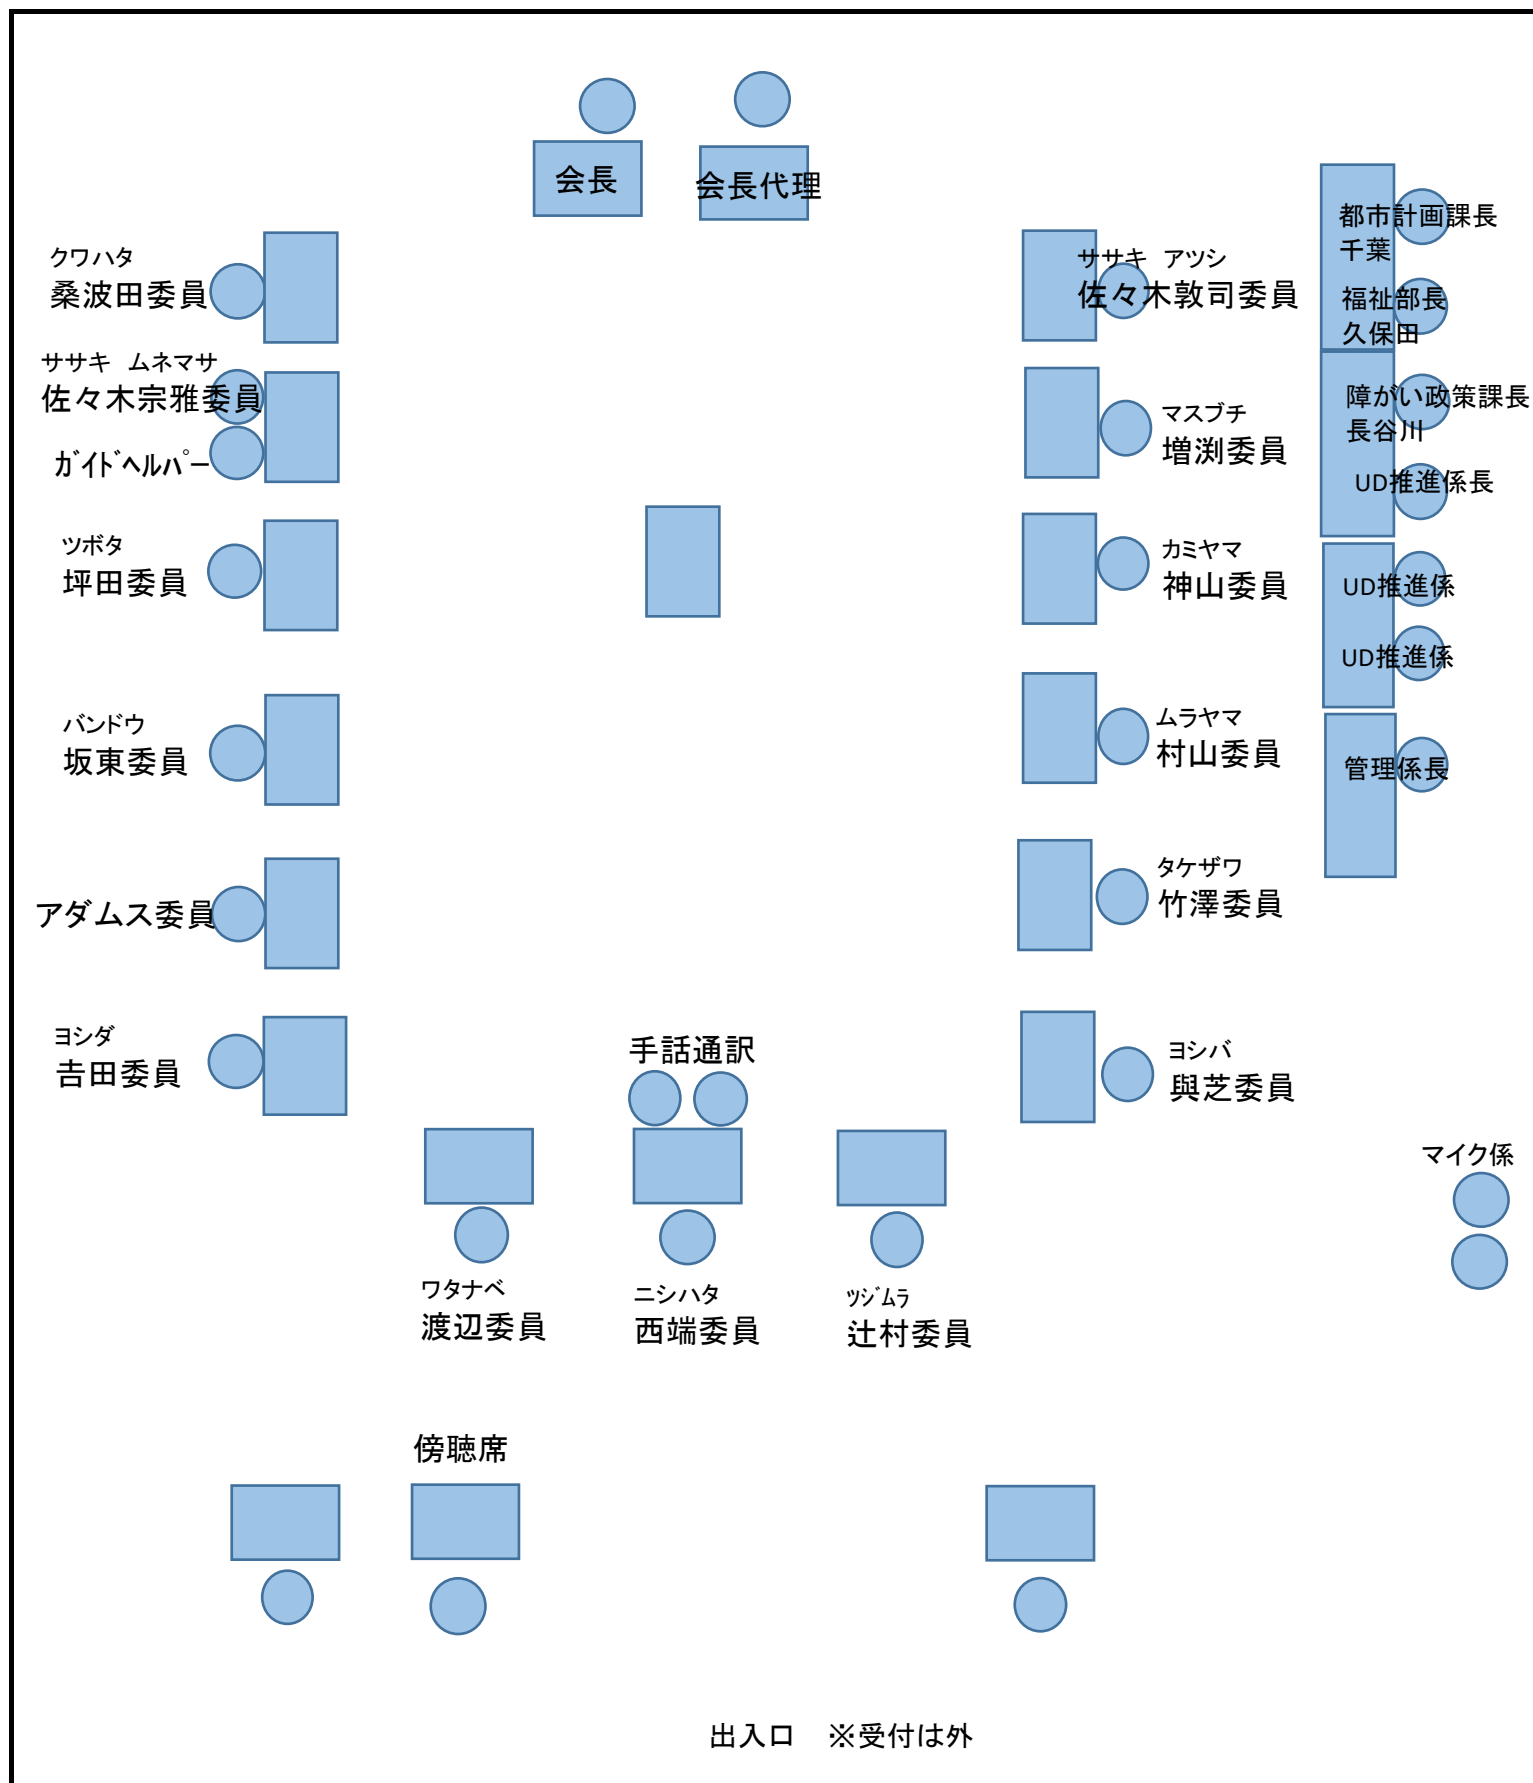 会長
会長代理
クワハタ
桑波田委員
ササキ　ムネマサ
佐々木宗雅委員
ｶﾞｲﾄﾞﾍﾙﾊﾟｰ
ツボタ
坪田委員
バンドウ
坂東委員
アダムス委員
ヨシダ
𠮷田委員
ササキ　アツシ
佐々木敦司委員
マスブチ
増渕委員
カミヤマ
神山委員
ムラヤマ
村山委員
タケザワ
竹澤委員
ヨシバ
與芝委員
都市計画課長
千葉
福祉部長
久保田
障がい政策課長
長谷川
UD推進係長
UD推進係
UD推進係
管理係長
手話通訳
ワタナベ
渡辺委員
ニシハタ
西端委員
ﾂｼﾞﾑﾗ
辻村委員
マイク係
傍聴席
出入口　※受付は外